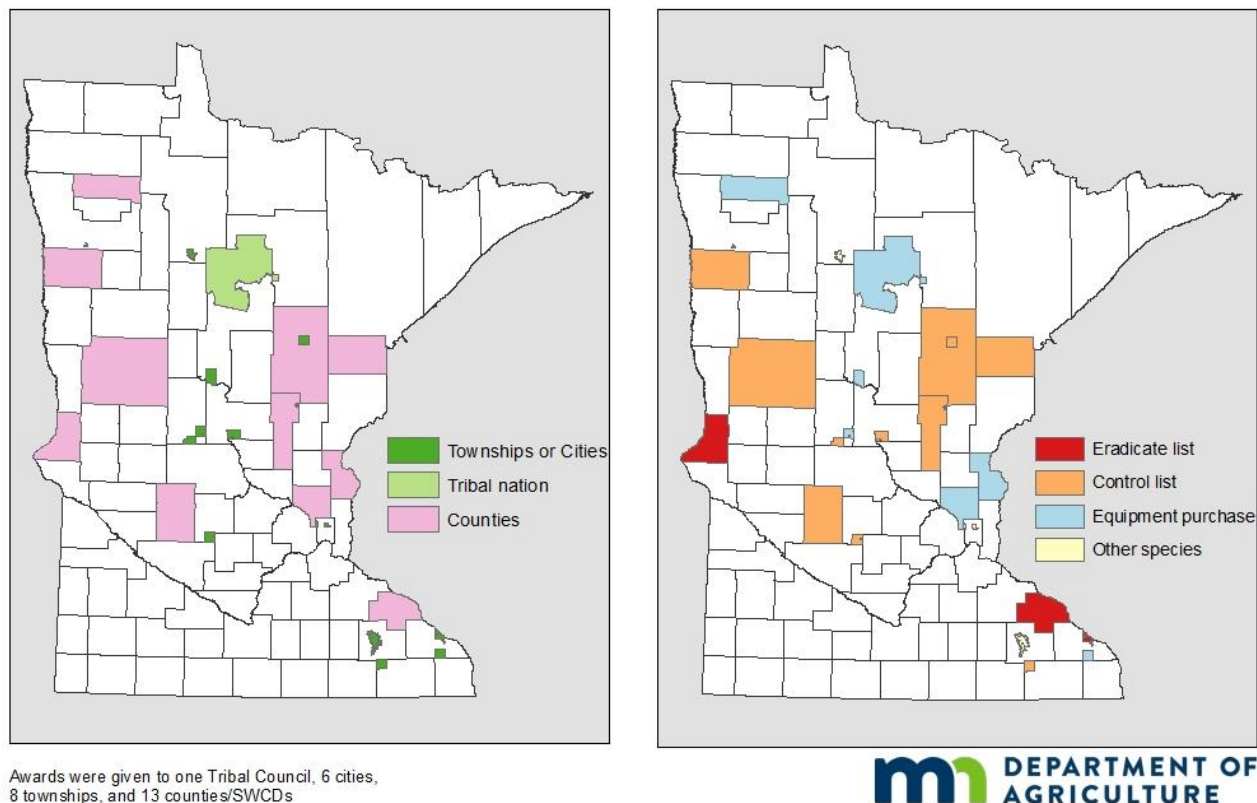 Townships or Cities
Tribal nation
Counties
Eradicate list
Control list
Equipment purchase
Other species
Awards were given to one Tribal Council, 6 cities,
8 townships, and 13 counties/SWCDs
DEPARTMENT OF
AGRICULTURE